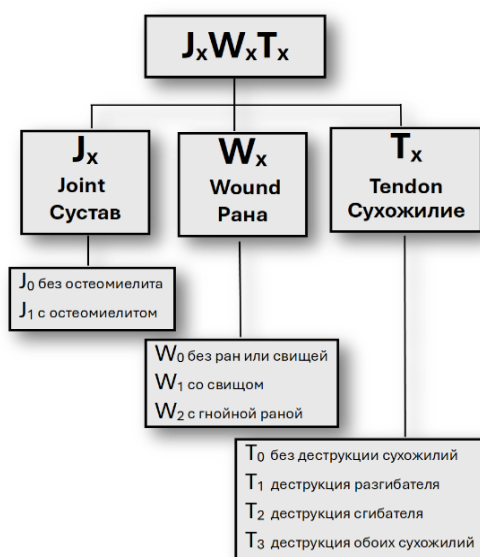 JₓWₓTₓ
Jₓ
Joint
Сустав
Wₓ
Wound
Рана
Tₓ
Tendon
Сухожилие
J₀ без остеомиелита
J₁ с остеомиелитом
W₀ без ран или свищей
W₁ со свищом
W₂ с гнойной раной
T₀ без деструкции сухожилий
T₁ деструкция разгибателя
T₂ деструкция сгибателя
T₃ деструкция обоих сухожилий